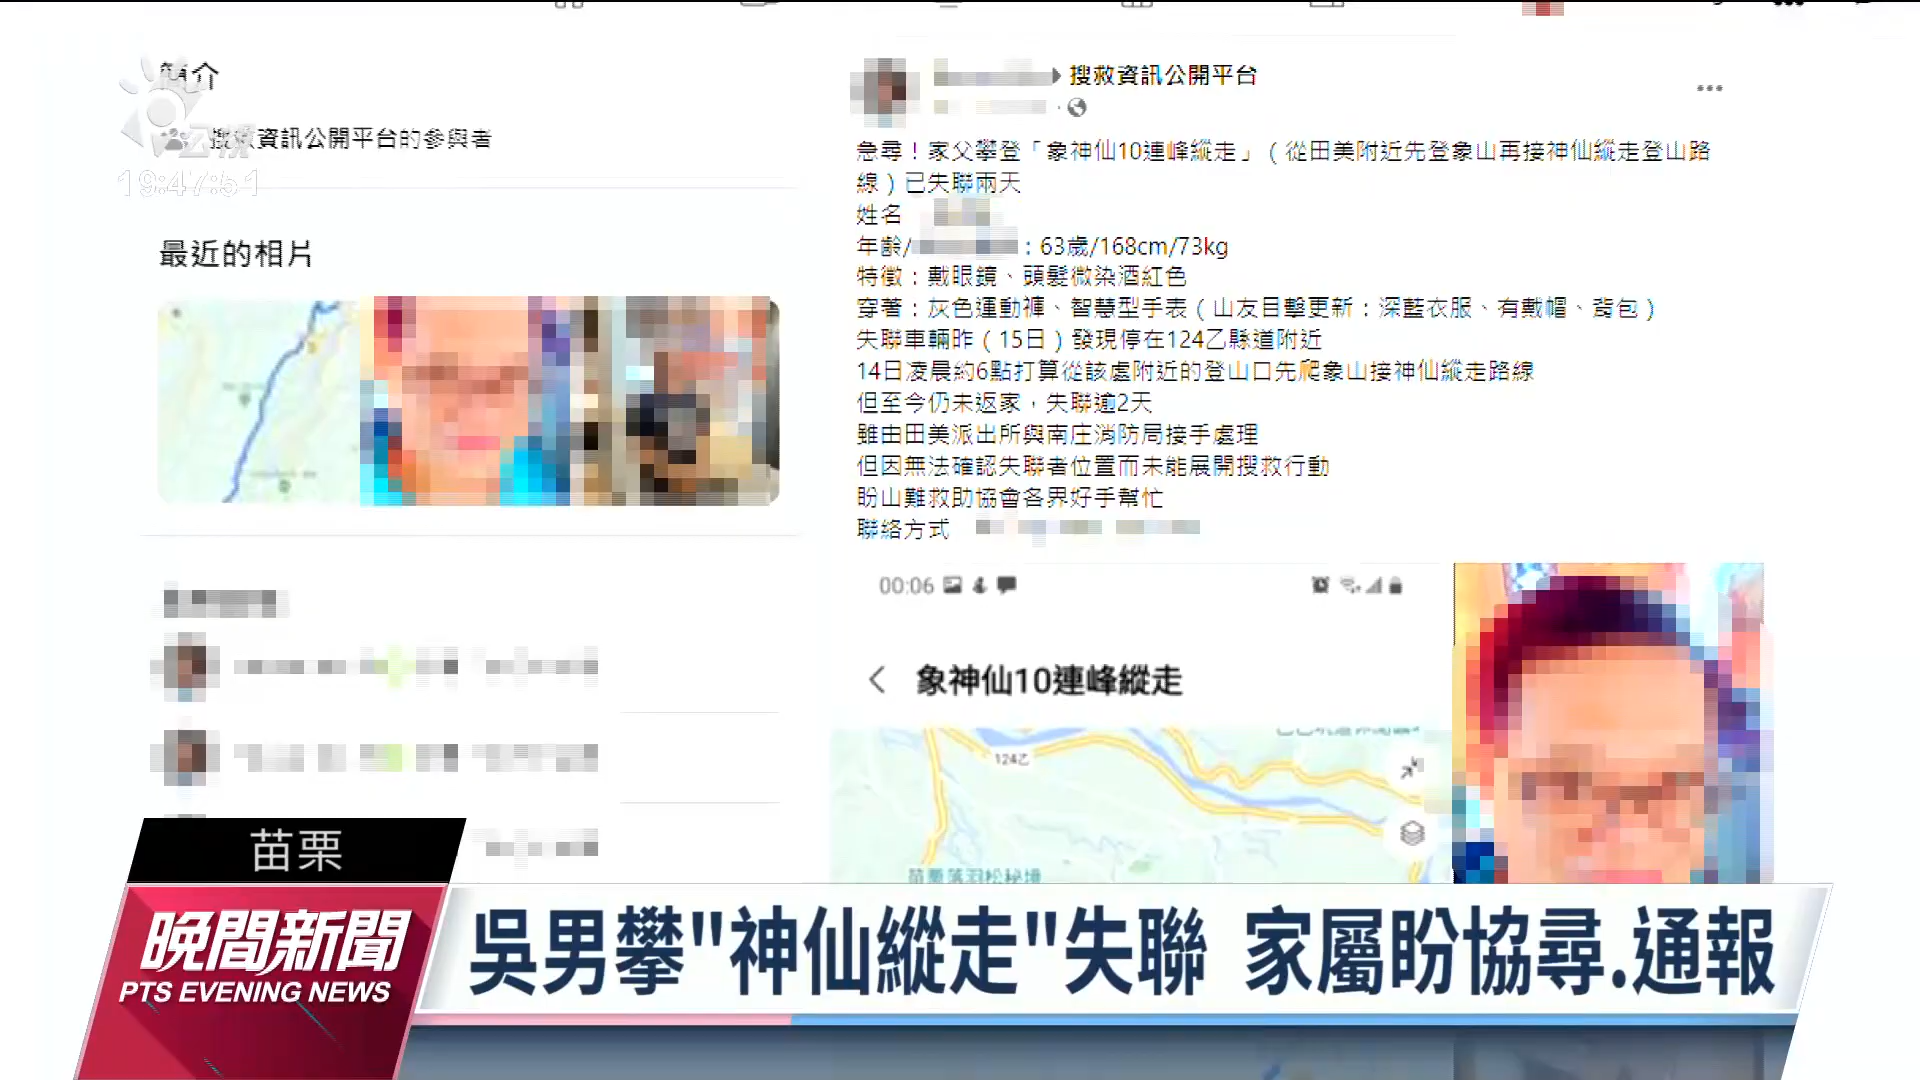 簡介
搜救資訊公開平台的參與者
公視
19:47:51
最近的相片
搜救資訊公開平台
急尋！家父攀登「象神仙10連峰縱走」（從田美附近先登象山再接神仙縱走登山路
線）已失聯兩天
姓名
年齡/ ：63歲/168cm/73kg
特徵：戴眼鏡、頭髮微染酒紅色
穿著：灰色運動褲、智慧型手表（山友目擊更新：深藍衣服、有戴帽、背包）
失聯車輛昨（15日）發現停在124乙縣道附近
14日凌晨約6點打算從該處附近的登山口先爬象山接神仙縱走路線
但至今仍未返家，失聯逾2天
雖由田美派出所與南庄消防局接手處理
但因無法確認失聯者位置而未能展開搜救行動
盼山難救助協會各界好手幫忙
聯絡方式
00:06
象神仙10連峰縱走
124乙
苗栗落羽松秘境
苗栗
晚間新聞
PTS EVENING NEWS
吳男攀"神仙縱走"失聯 家屬盼協尋.通報